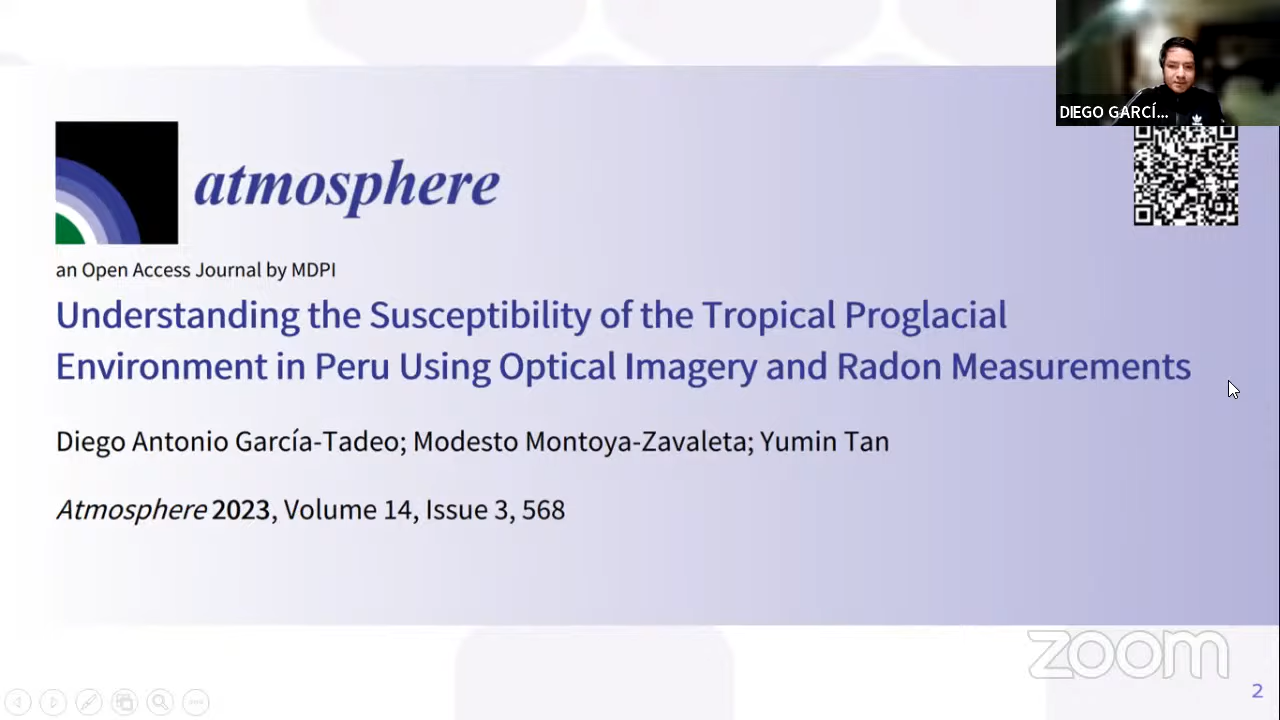 DIEGO GARCÍ...
atmosphere
an Open Access Journal by MDPI
Understanding the Susceptibility of the Tropical Proglacial
Environment in Peru Using Optical Imagery and Radon Measurements
Diego Antonio García-Tadeo; Modesto Montoya-Zavaleta; Yumin Tan
Atmosphere 2023, Volume 14, Issue 3, 568
zoom
2